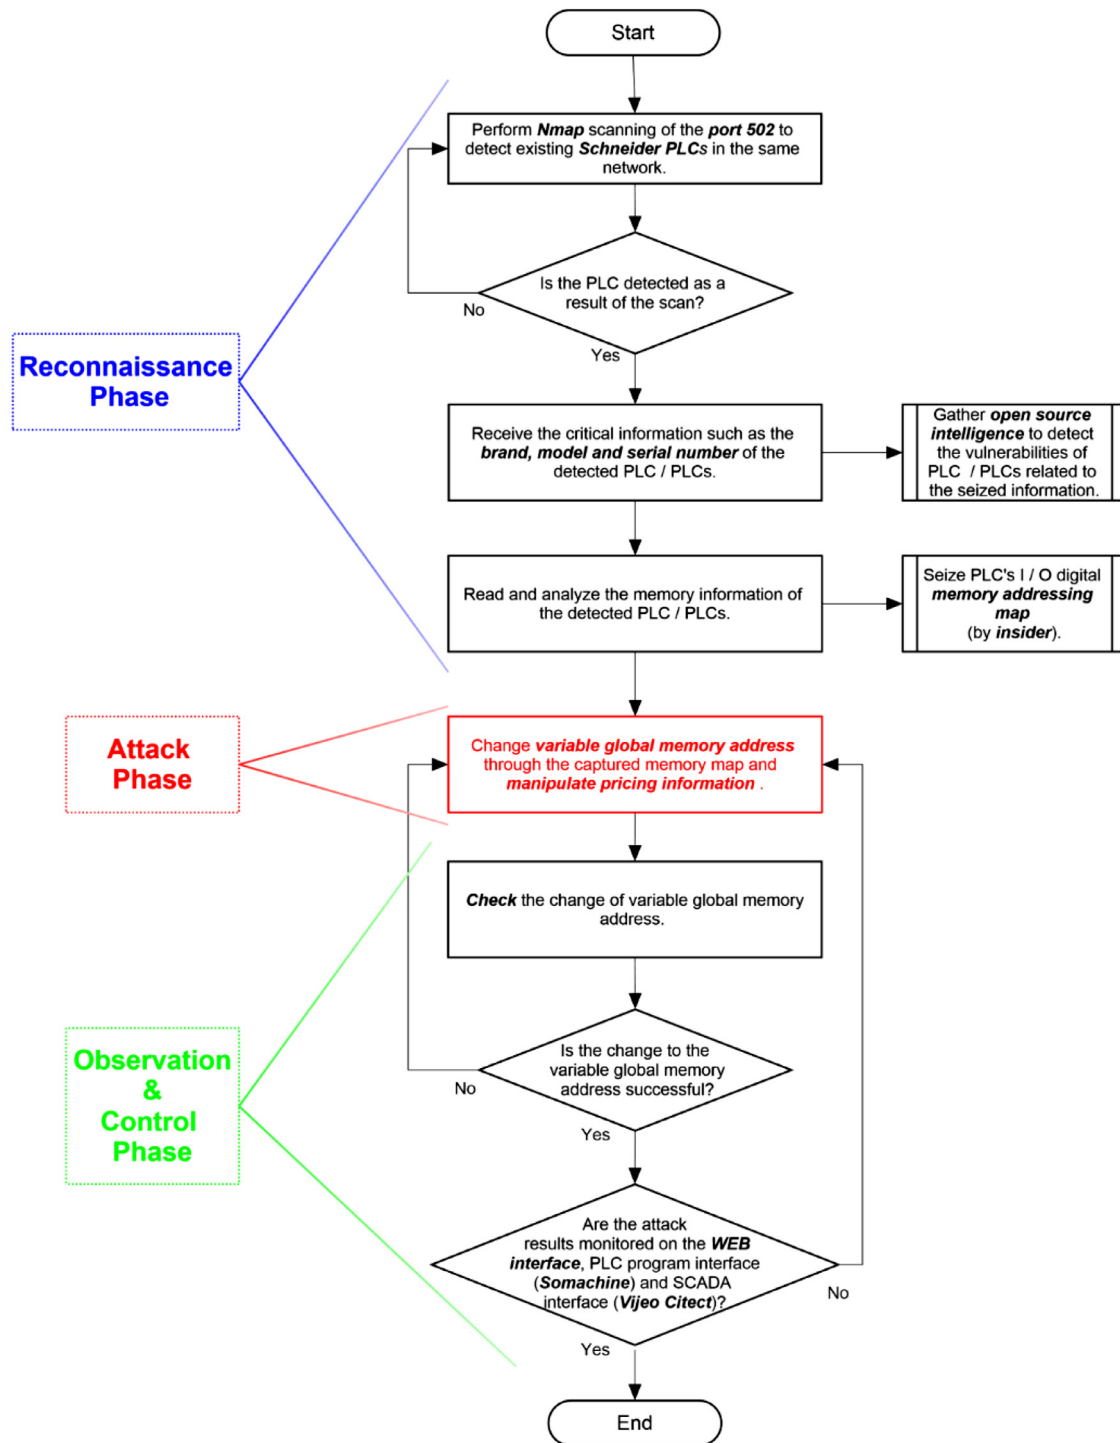 Start
Perform Nmap scanning of the port 502 to
detect existing Schneider PLCs in the same
network.
Is the PLC detected as a
result of the scan?
No
Yes
Reconnaissance
Phase
Receive the critical information such as the
brand, model and serial number of the
detected PLC / PLCs.
Gather open source
intelligence to detect
the vulnerabilities of
PLC / PLCs related to
the seized information.
Read and analyze the memory information of
the detected PLC / PLCs.
Seize PLC's I / O digital
memory addressing
map
(by insider).
Attack
Phase
Change variable global memory address
through the captured memory map and
manipulate pricing information .
Check the change of variable global memory
address.
Observation
&
Control
Phase
Is the change to the
variable global memory
address successful?
No
Yes
Are the attack
results monitored on the WEB
interface, PLC program interface
(Somachine) and SCADA
interface (Vijeo Citect)?
No
Yes
End